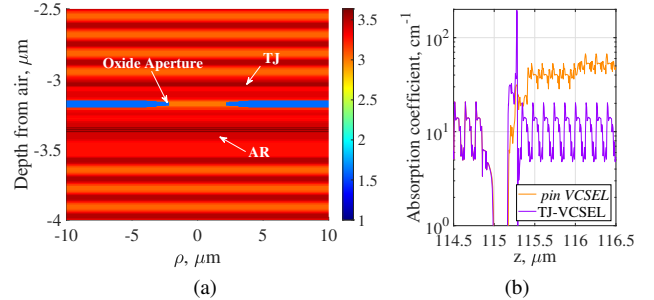 -2.5
-3
-3.5
-4
Depth from air, μm
Oxide Aperture
TJ
AR
-10
-5
0
5
10
ρ, μm
3.5
3
2.5
2
1.5
1
(a)
Absorption coefficient, cm⁻¹
10²
10¹
10⁰
pin VCSEL
TJ-VCSEL
114.5
115
115.5
116
116.5
z, μm
(b)